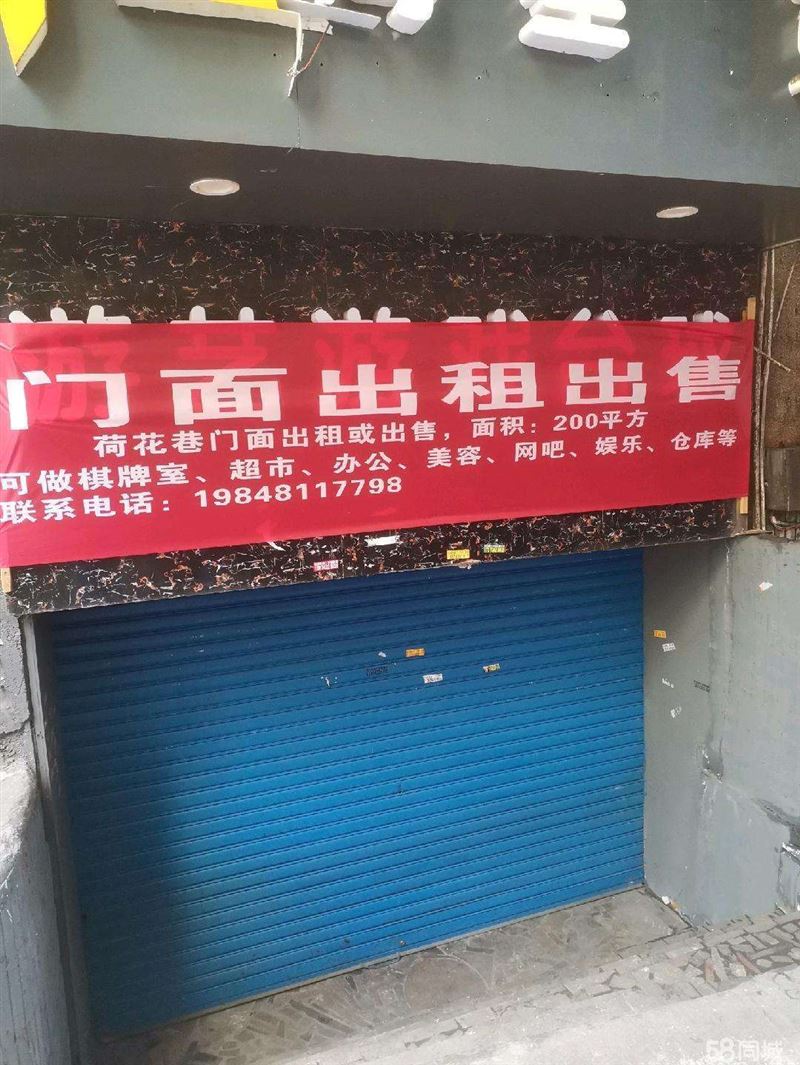 门面出租出售
荷花巷门面出租或出售，面积：200平方
可做棋牌室、超市、办公、美容、网吧、娱乐、仓库等
联系电话：19848117798
58同城